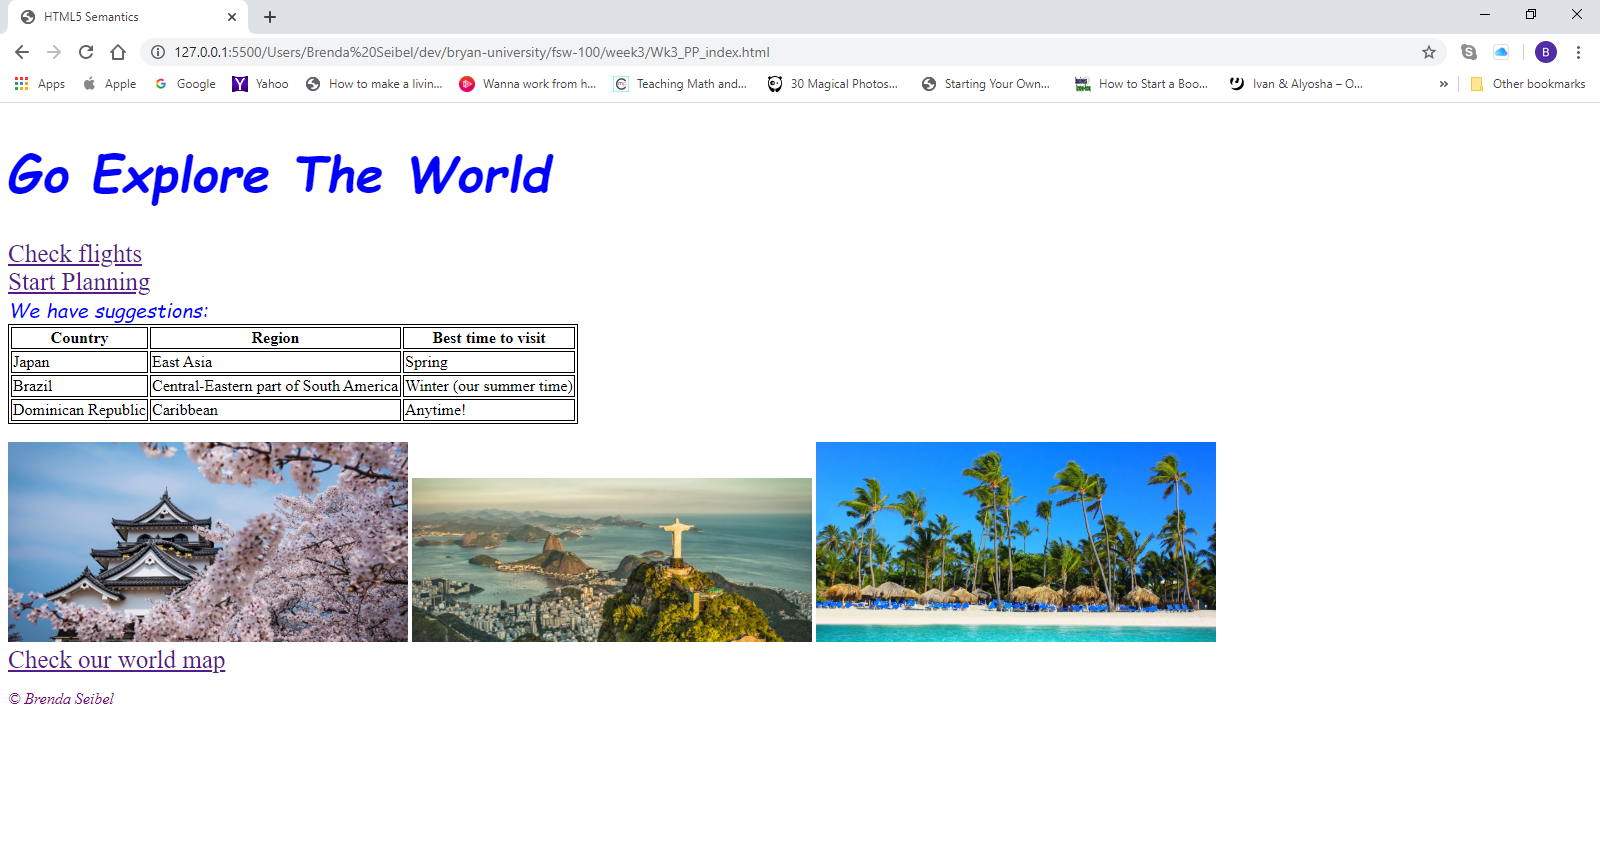 HTML5 Semantics
127.0.0.1:5500/Users/Brenda%20Seibel/dev/bryan-university/fsw-100/week3/Wk3_PP_index.html
B
Apps Apple Google Yahoo How to make a livin... Wanna work from h... Teaching Math and... 30 Magical Photos... Starting Your Own... How to Start a Boo... Ivan & Alyosha – O... » Other bookmarks
Go Explore The World
Check flights
Start Planning
We have suggestions:
Country Region Best time to visit
Japan East Asia Spring
Brazil Central-Eastern part of South America Winter (our summer time)
Dominican Republic Caribbean Anytime!
Check our world map
© Brenda Seibel